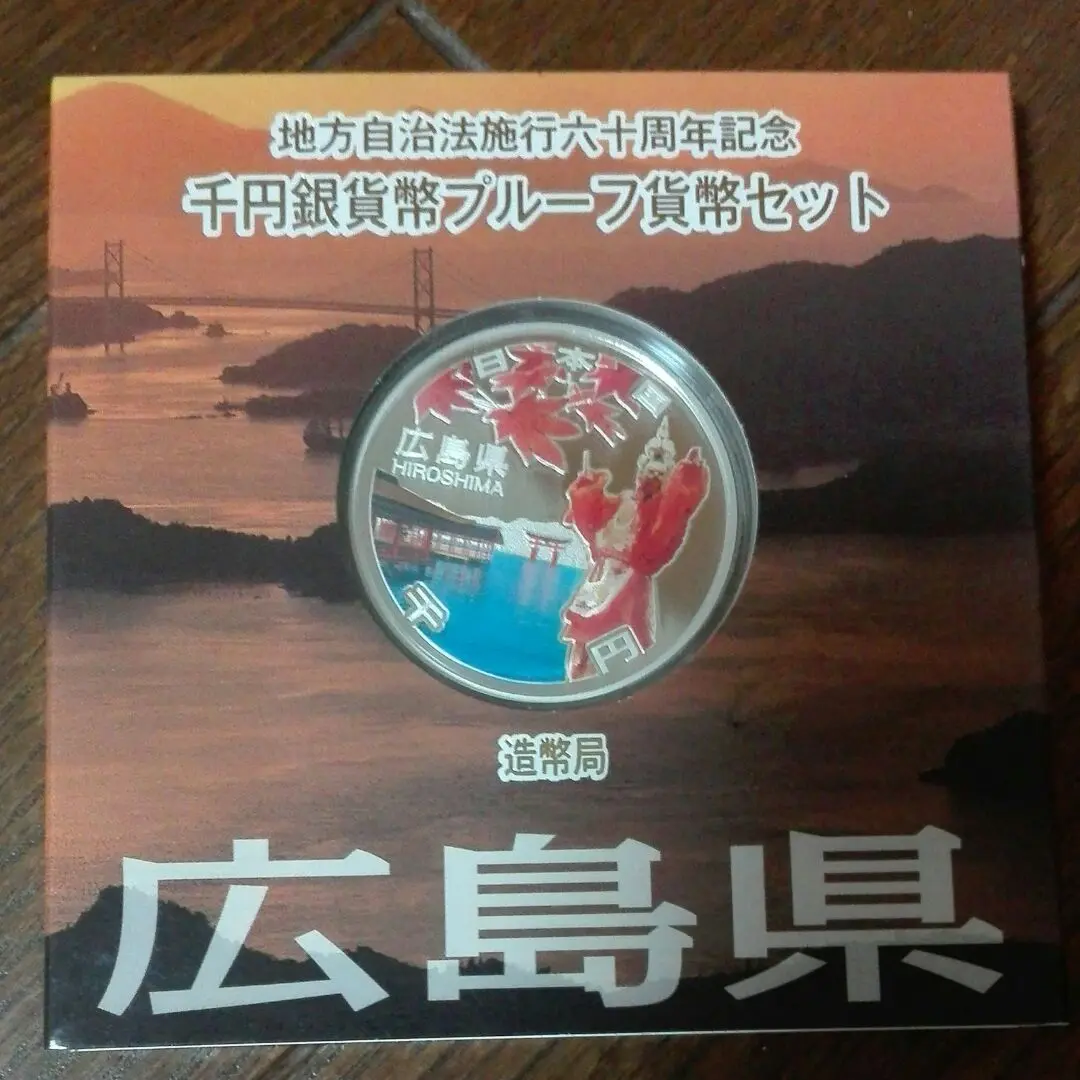 地方自治法施行六十周年記念
千円銀貨幣プルーフ貨幣セット
日本国
広島県
HIROSHIMA
千円
造幣局
広島県